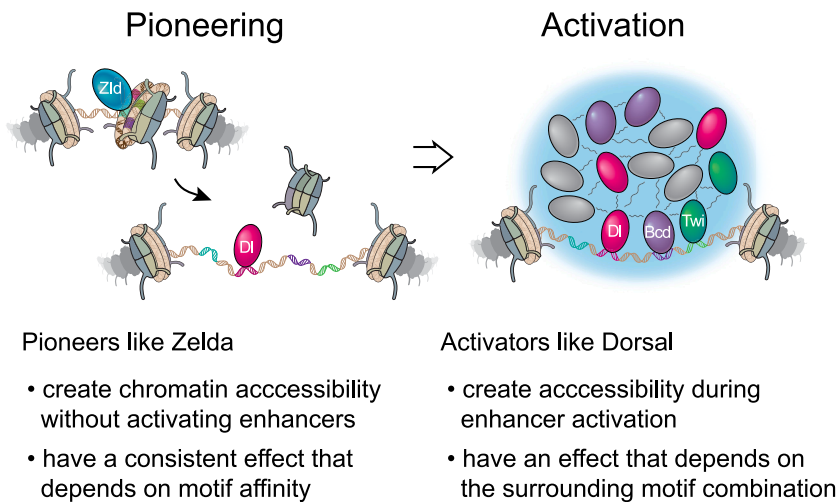 Pioneering
Activation
Zld
Dl
Dl
Bcd
Twi
Pioneers like Zelda
• create chromatin acccessibility
without activating enhancers
• have a consistent effect that
depends on motif affinity
Activators like Dorsal
• create acccessibility during
enhancer activation
• have an effect that depends on
the surrounding motif combination